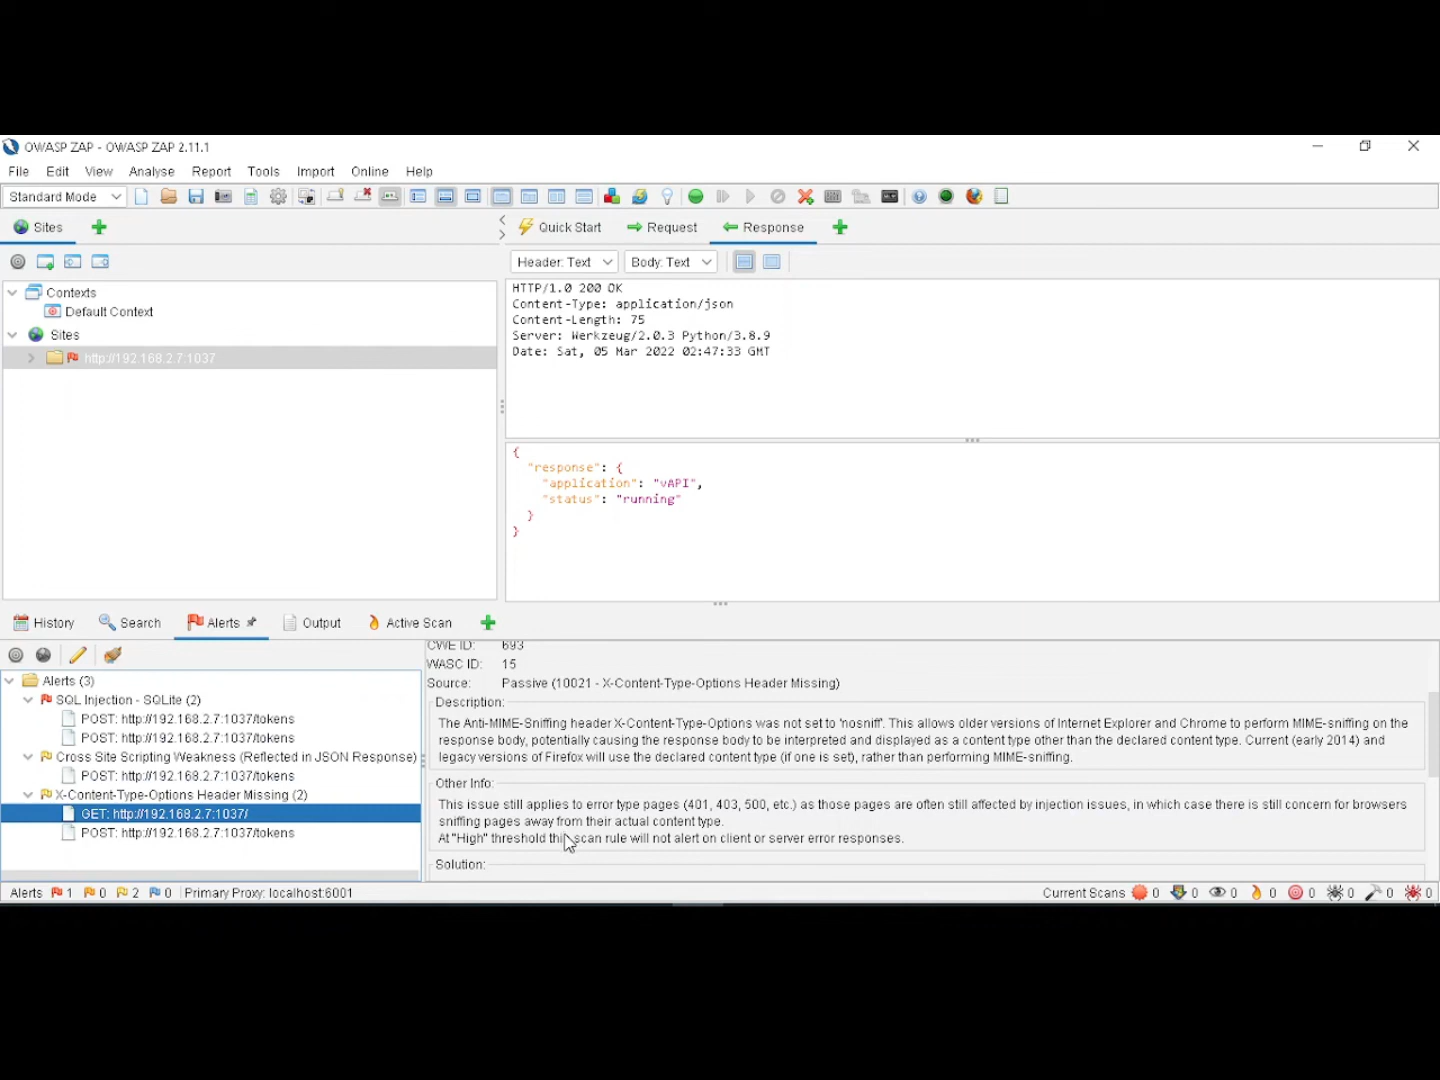 OWASP ZAP - OWASP ZAP 2.11.1
File Edit View Analyse Report Tools Import Online Help
Standard Mode
Sites
Quick Start Request Response
Header: Text Body: Text
Contexts
Default Context
Sites
http://192.168.2.7:1037
HTTP/1.0 200 OK
Content-Type: application/json
Content-Length: 75
Server: Werkzeug/2.0.3 Python/3.8.9
Date: Sat, 05 Mar 2022 02:47:33 GMT
{
"response": {
"application": "vAPI",
"status": "running"
}
}
History Search Alerts Output Active Scan
Alerts (3)
SQL Injection - SQLite (2)
POST: http://192.168.2.7:1037/tokens
POST: http://192.168.2.7:1037/tokens
Cross Site Scripting Weakness (Reflected in JSON Response)
POST: http://192.168.2.7:1037/tokens
X-Content-Type-Options Header Missing (2)
GET: http://192.168.2.7:1037/
POST: http://192.168.2.7:1037/tokens
CWE ID: 693
WASC ID: 15
Source: Passive (10021 - X-Content-Type-Options Header Missing)
Description:
The Anti-MIME-Sniffing header X-Content-Type-Options was not set to 'nosniff'. This allows older versions of Internet Explorer and Chrome to perform MIME-sniffing on the
response body, potentially causing the response body to be interpreted and displayed as a content type other than the declared content type. Current (early 2014) and
legacy versions of Firefox will use the declared content type (if one is set), rather than performing MIME-sniffing.
Other Info:
This issue still applies to error type pages (401, 403, 500, etc.) as those pages are often still affected by injection issues, in which case there is still concern for browsers
sniffing pages away from their actual content type.
At "High" threshold this scan rule will not alert on client or server error responses.
Solution:
Alerts 1 0 2 0 Primary Proxy: localhost:6001
Current Scans 0 0 0 0 0 0 0 0